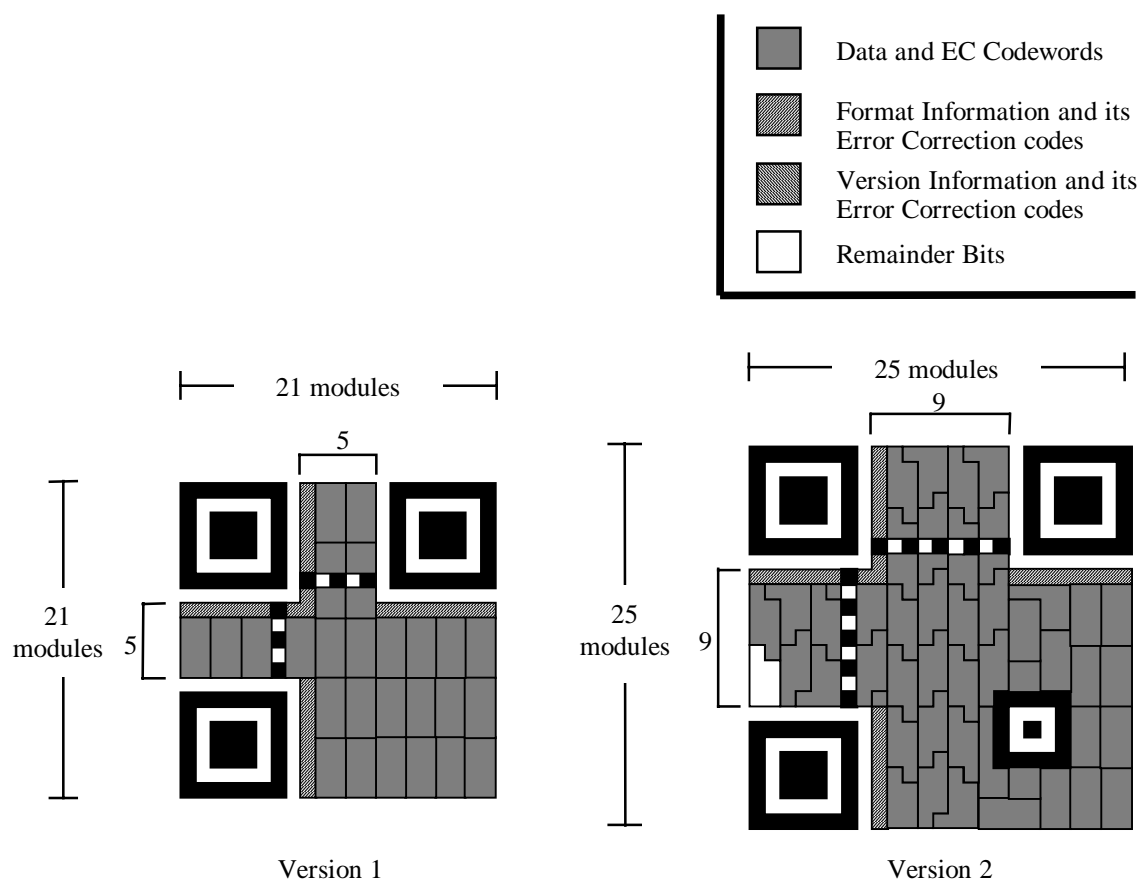 Data and EC Codewords
Format Information and its
Error Correction codes
Version Information and its
Error Correction codes
Remainder Bits
21 modules
5
21
modules
5
Version 1
25 modules
9
25
modules
9
Version 2